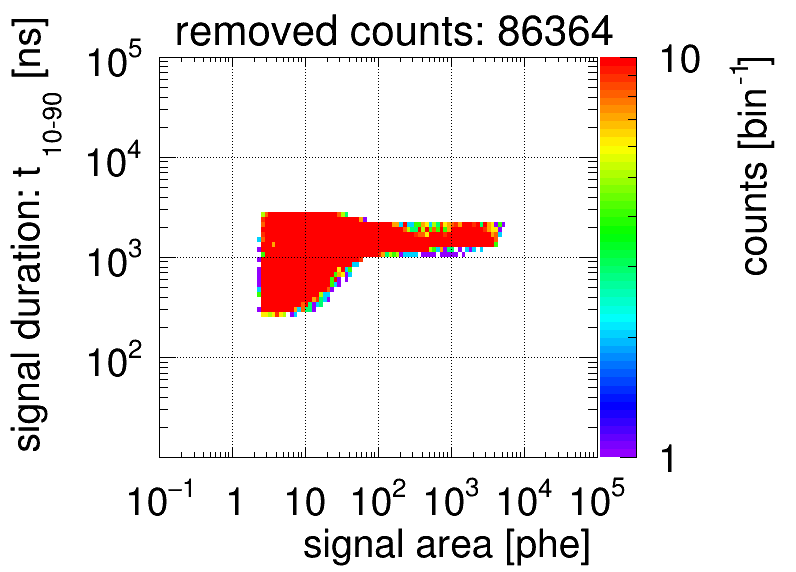 removed counts: 86364
signal duration: t 10-90 [ns]
10^5
10^4
10^3
10^2
10^−1 1 10 10^2 10^3 10^4 10^5
signal area [phe]
10
1
counts [bin^-1]